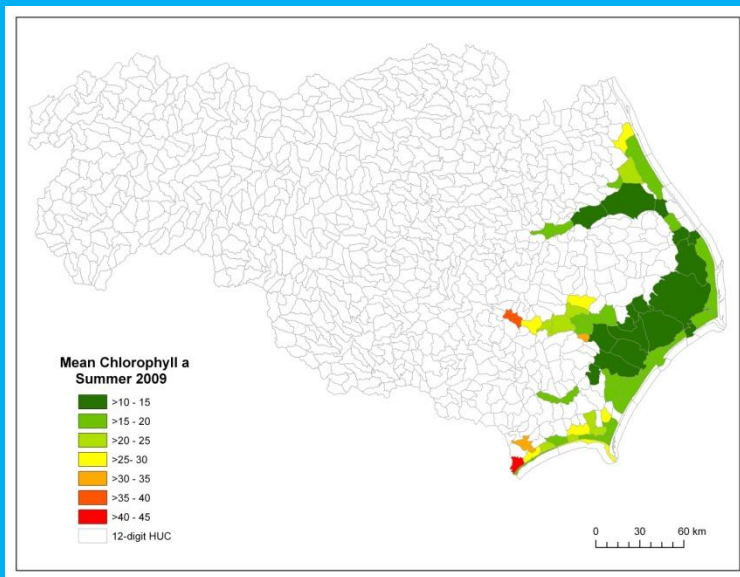 Mean Chlorophyll a
Summer 2009
>10 - 15
>15 - 20
>20 - 25
>25- 30
>30 - 35
>35 - 40
>40 - 45
12-digit HUC
0 30 60 km